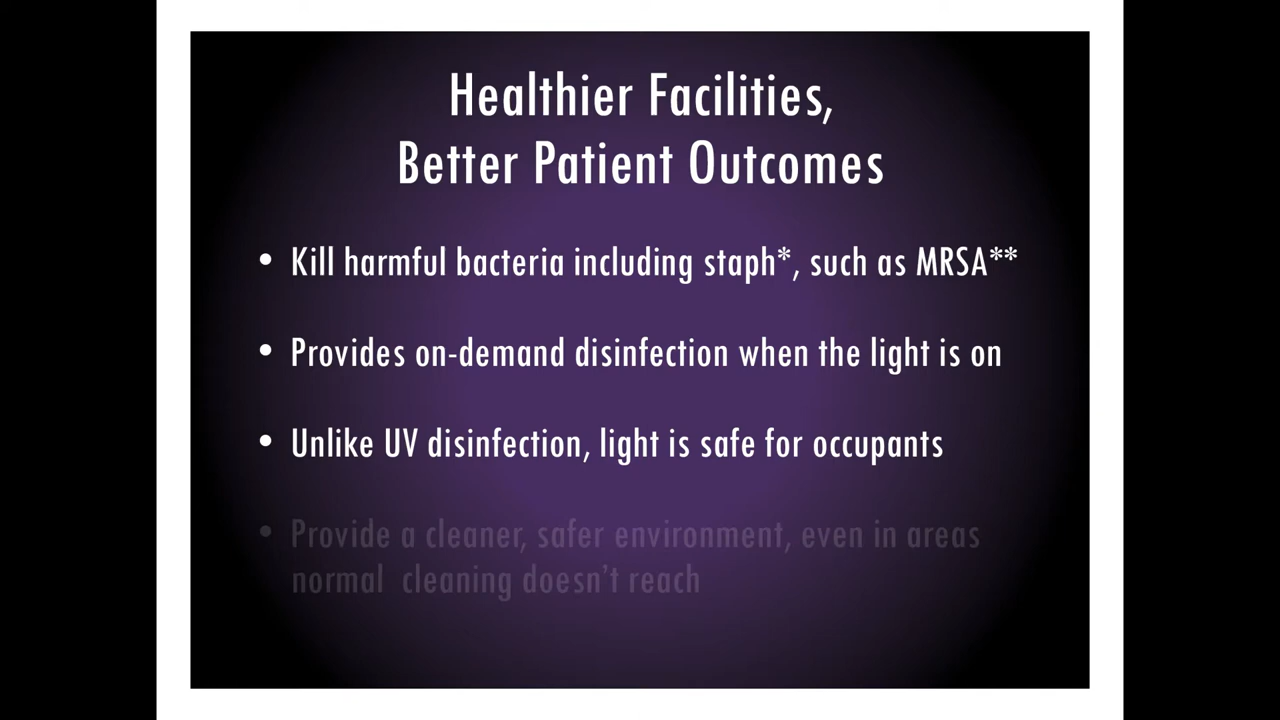 Healthier Facilities,
Better Patient Outcomes
• Kill harmful bacteria including staph*, such as MRSA**
• Provides on-demand disinfection when the light is on
• Unlike UV disinfection, light is safe for occupants
• Provide a cleaner, safer environment, even in areas
normal cleaning doesn't reach